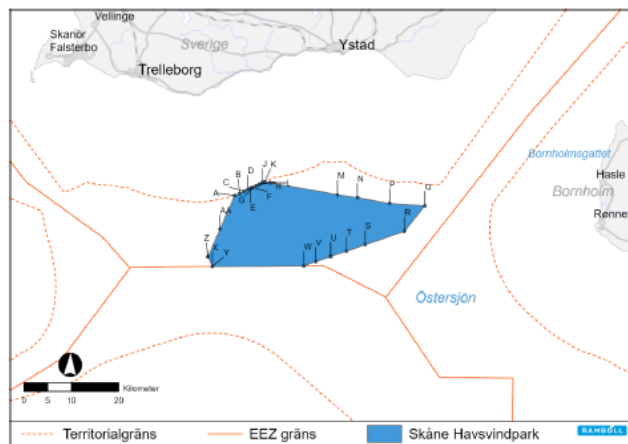 Vellinge
Skanör
Falsterbo
Sverige
Ystad
Trelleborg
Bornholmsgattet
Hasle
Bornholm
Rønne
J K
D
B
C
A
G
E
F
H
I
M
N
Q
R
AA
S
T
U
V
W
Z
X
Y
Östersjön
0 5 10 20
Kilometer
Territorialgräns
EEZ gräns
Skåne Havsvindpark
RAMBOLL